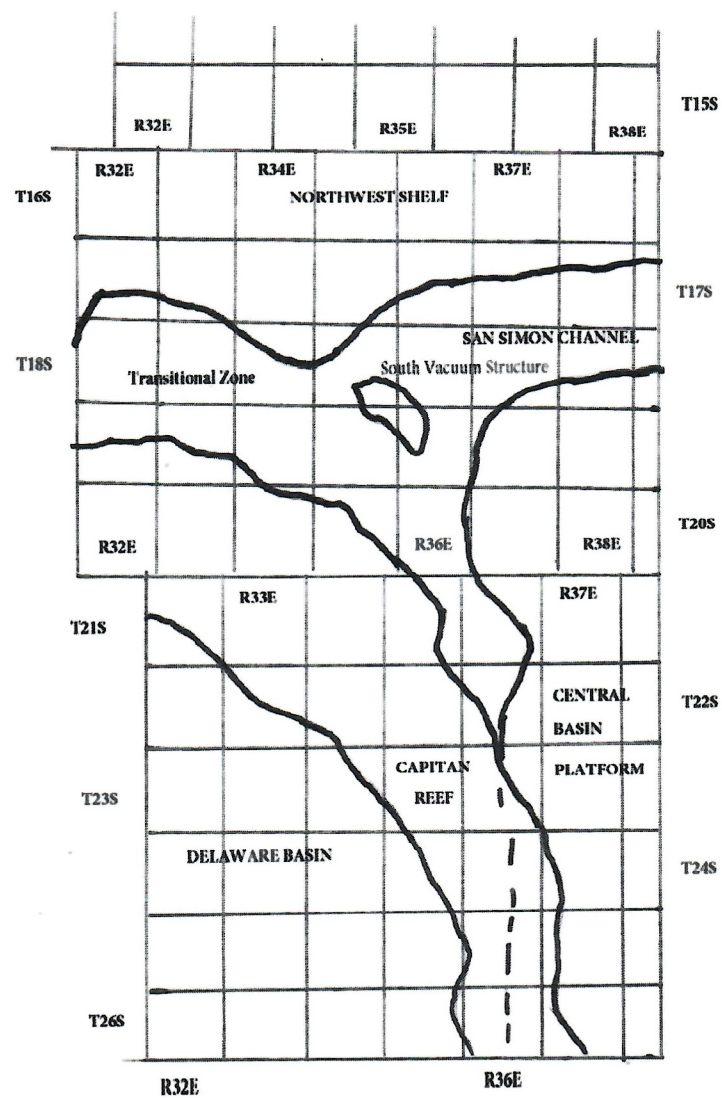 T15S
R32E R35E R38E
R32E R34E R37E
T16S
NORTHWEST SHELF
T17S
SAN SIMON CHANNEL
T18S
South Vacuum Structure
Transitional Zone
T20S
R32E R36E R38E
R33E R37E
T21S
CENTRAL
T22S
BASIN
CAPITAN
PLATFORM
T23S
REEF
DELAWARE BASIN
T24S
T26S
R32E R36E